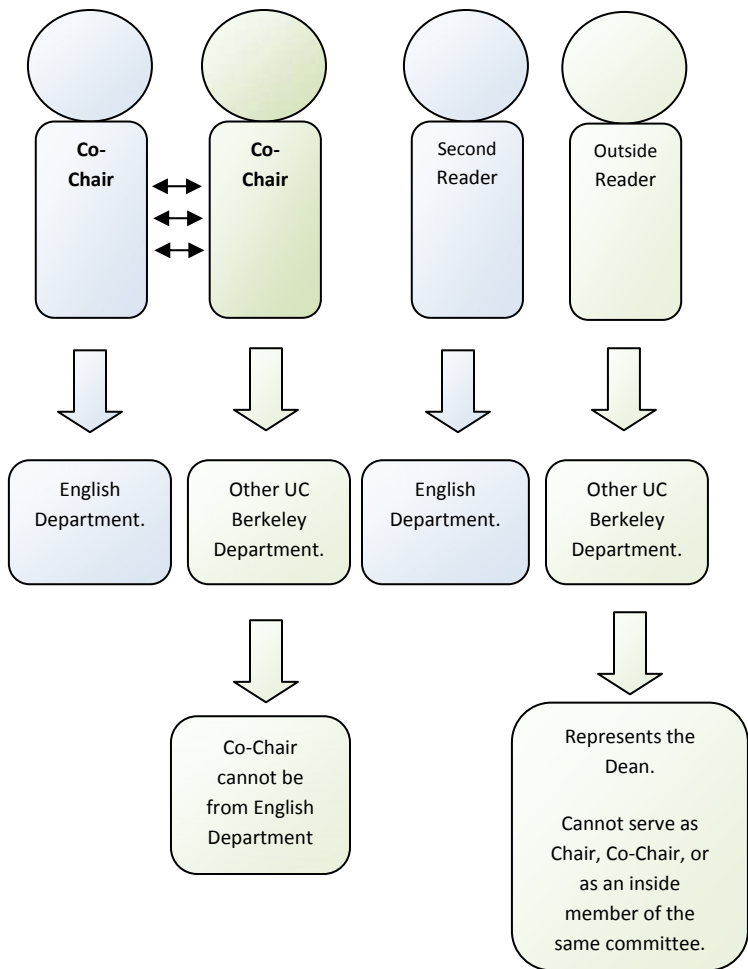 Co-
Chair
Co-
Chair
Second
Reader
Outside
Reader
English
Department.
Other UC
Berkeley
Department.
English
Department.
Other UC
Berkeley
Department.
Co-Chair
cannot be
from English
Department
Represents the
Dean.
Cannot serve as
Chair, Co-Chair, or
as an inside
member of the
same committee.